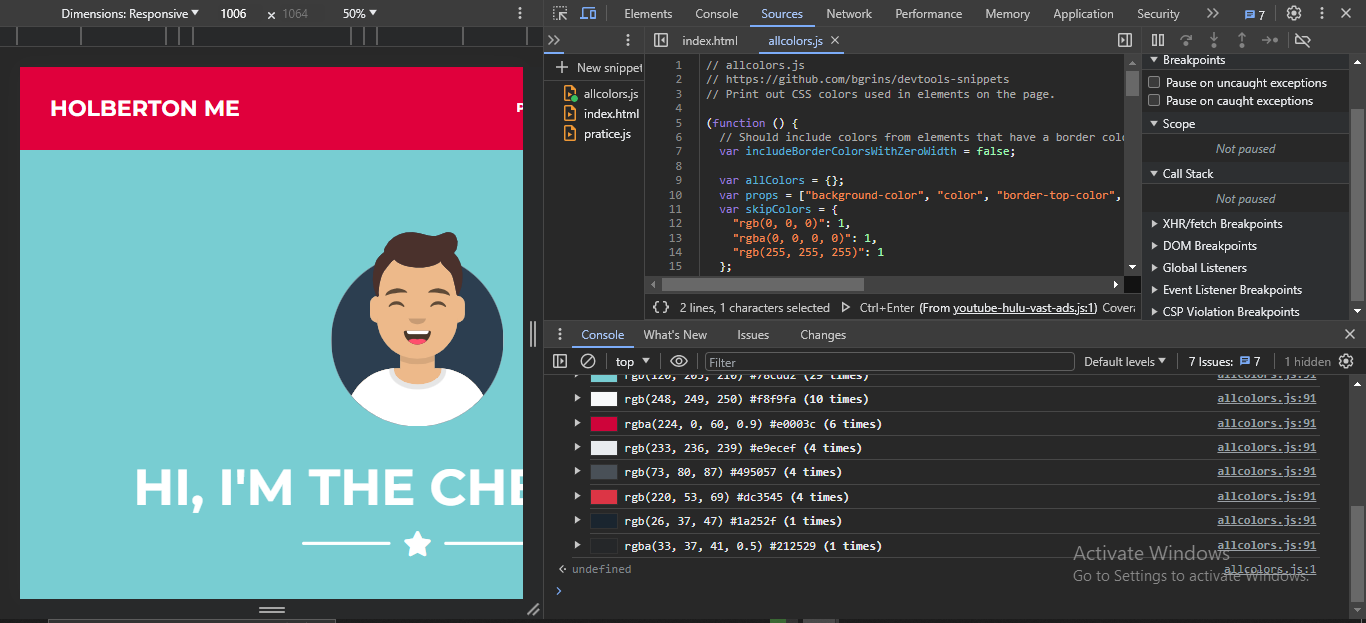 Dimensions: Responsive ▼ 1006 x 1064 50% ▼
Elements Console Sources Network Performance Memory Application Security 7
index.html allcolors.js
New snippet
allcolors.js
index.html
pratice.js
1 // allcolors.js
2 // https://github.com/bgrins/devtools-snippets
3 // Print out CSS colors used in elements on the page.
4
5 (function () {
6 // Should include colors from elements that have a border colo
7 var includeBorderColorsWithZeroWidth = false;
8
9 var allColors = {};
10 var props = ["background-color", "color", "border-top-color",
11 var skipColors = {
12 "rgb(0, 0, 0)": 1,
13 "rgba(0, 0, 0, 0)": 1,
14 "rgb(255, 255, 255)": 1
15 };
{} 2 lines, 1 characters selected Ctrl+Enter (From youtube-hulu-vast-ads.js:1) Covera
Breakpoints
Pause on uncaught exceptions
Pause on caught exceptions
Scope
Not paused
Call Stack
Not paused
XHR/fetch Breakpoints
DOM Breakpoints
Global Listeners
Event Listener Breakpoints
CSP Violation Breakpoints
HOLBERTON ME
HI, I'M THE CHE
Console What's New Issues Changes
top ▼ Filter Default levels ▼ 7 Issues: 7 1 hidden
rgb(120, 205, 210) #78cdd2 (29 times) allcolors.js:91
rgb(248, 249, 250) #f8f9fa (10 times) allcolors.js:91
rgba(224, 0, 60, 0.9) #e0003c (6 times) allcolors.js:91
rgb(233, 236, 239) #e9ecef (4 times) allcolors.js:91
rgb(73, 80, 87) #495057 (4 times) allcolors.js:91
rgb(220, 53, 69) #dc3545 (4 times) allcolors.js:91
rgb(26, 37, 47) #1a252f (1 times) allcolors.js:91
rgba(33, 37, 41, 0.5) #212529 (1 times) allcolors.js:91
undefined allcolors.js:1
Activate Windows
Go to Settings to activate Windows.